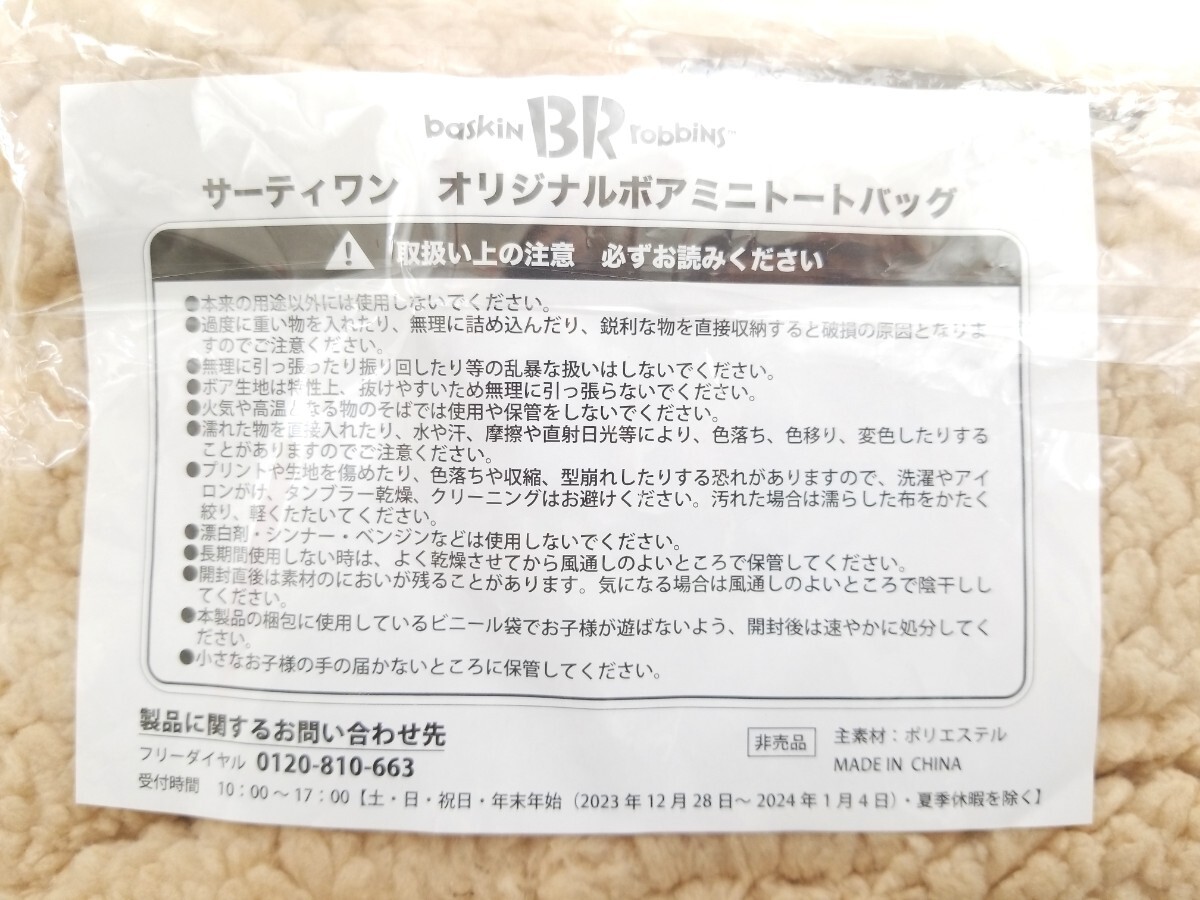 baskin BR robbins™
サーティワン オリジナルボアミニトートバッグ
取扱い上の注意 必ずお読みください
●本来の用途以外には使用しないでください。
●過度に重い物を入れたり、無理に詰め込んだり、鋭利な物を直接収納すると破損の原因となりま
すのでご注意ください。
●無理に引っ張ったり振り回したり等の乱暴な扱いはしないでください。
●ボア生地は特性上、抜けやすいため無理に引っ張らないでください。
●火気や高温となる物のそばでは使用や保管をしないでください。
●濡れた物を直接入れたり、水や汗、摩擦や直射日光等により、色落ち、色移り、変色したりする
ことがありますのでご注意ください。
●プリントや生地を傷めたり、色落ちや収縮、型崩れしたりする恐れがありますので、洗濯やアイ
ロンがけ、タンブラー乾燥、クリーニングはお避けください。汚れた場合は濡らした布をかたく
絞り、軽くたたいてください。
●漂白剤・シンナー・ベンジンなどは使用しないでください。
●長期間使用しない時は、よく乾燥させてから風通しのよいところで保管してください。
●開封直後は素材のにおいが残ることがあります。気になる場合は風通しのよいところで陰干しし
てください。
●本製品の梱包に使用しているビニール袋でお子様が遊ばないよう、開封後は速やかに処分してく
ださい。
●小さなお子様の手の届かないところに保管してください。
製品に関するお問い合わせ先
フリーダイヤル 0120-810-663
非売品 主素材：ポリエステル
MADE IN CHINA
受付時間 10：00～17：00【土・日・祝日・年末年始（2023年12月28日～2024年1月4日）・夏季休暇を除く】